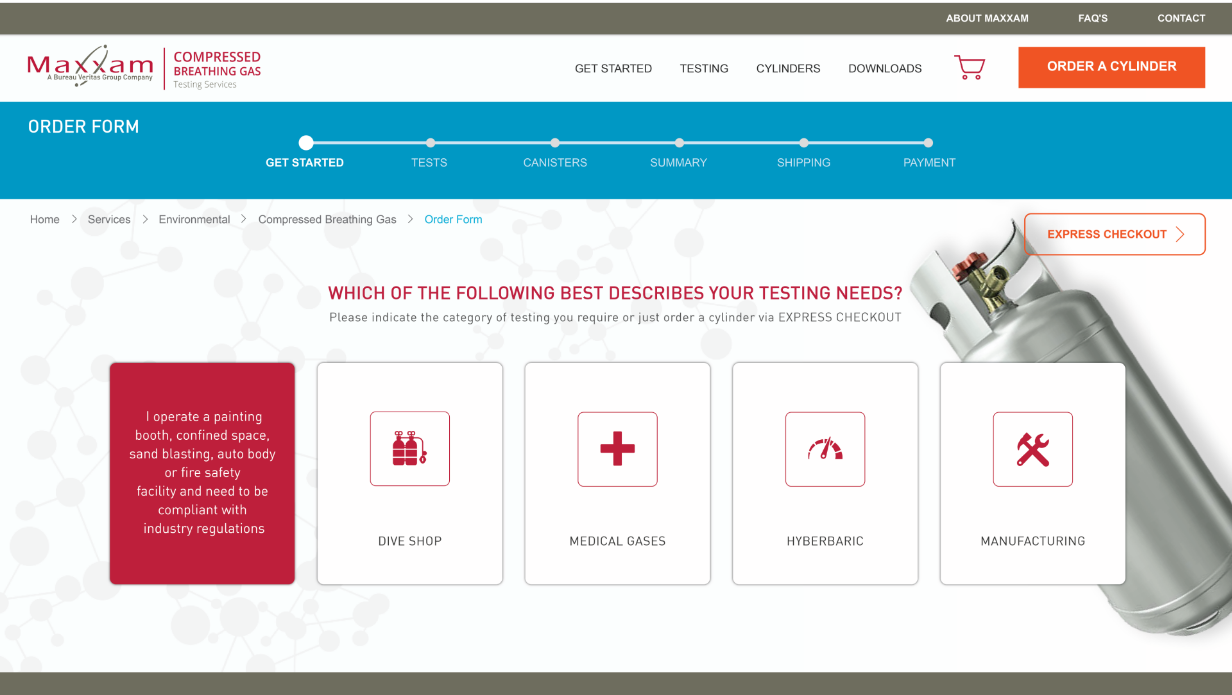 ABOUT MAXXAM FAQ'S CONTACT
Maxxam
A Bureau Veritas Group Company
COMPRESSED
BREATHING GAS
Testing Services
GET STARTED TESTING CYLINDERS DOWNLOADS
ORDER A CYLINDER
ORDER FORM
GET STARTED TESTS CANISTERS SUMMARY SHIPPING PAYMENT
Home > Services > Environmental > Compressed Breathing Gas > Order Form
EXPRESS CHECKOUT >
WHICH OF THE FOLLOWING BEST DESCRIBES YOUR TESTING NEEDS?
Please indicate the category of testing you require or just order a cylinder via EXPRESS CHECKOUT
I operate a painting
booth, confined space,
sand blasting, auto body
or fire safety
facility and need to be
compliant with
industry regulations
DIVE SHOP
MEDICAL GASES
HYBERBARIC
MANUFACTURING